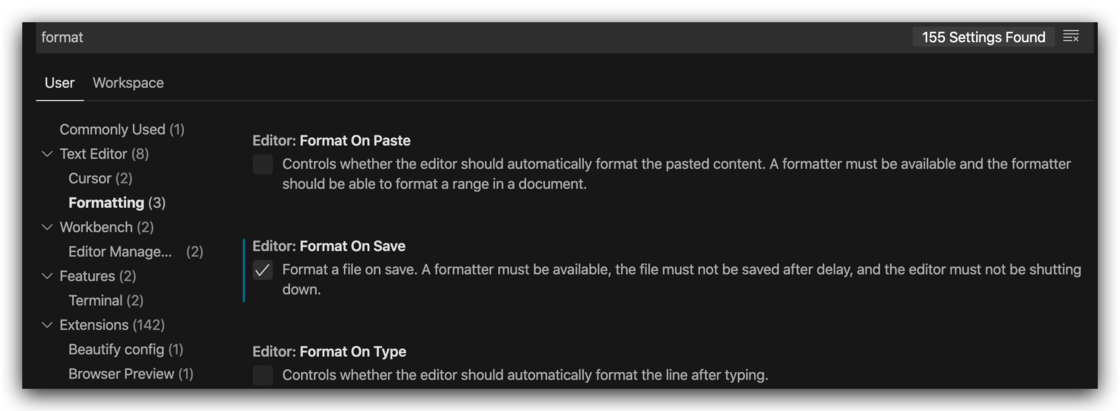 format
155 Settings Found
User Workspace
Commonly Used (1)
Text Editor (8)
Cursor (2)
Formatting (3)
Workbench (2)
Editor Manage... (2)
Features (2)
Terminal (2)
Extensions (142)
Beautify config (1)
Browser Preview (1)
Editor: Format On Paste
Controls whether the editor should automatically format the pasted content. A formatter must be available and the formatter
should be able to format a range in a document.
Editor: Format On Save
Format a file on save. A formatter must be available, the file must not be saved after delay, and the editor must not be shutting
down.
Editor: Format On Type
Controls whether the editor should automatically format the line after typing.